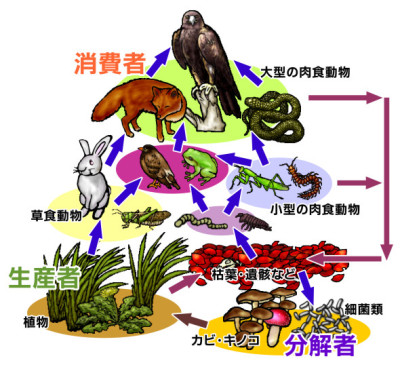 消費者
大型の肉食動物
草食動物
小型の肉食動物
生産者
枯葉・遺骸など
植物
細菌類
カビ・キノコ
分解者